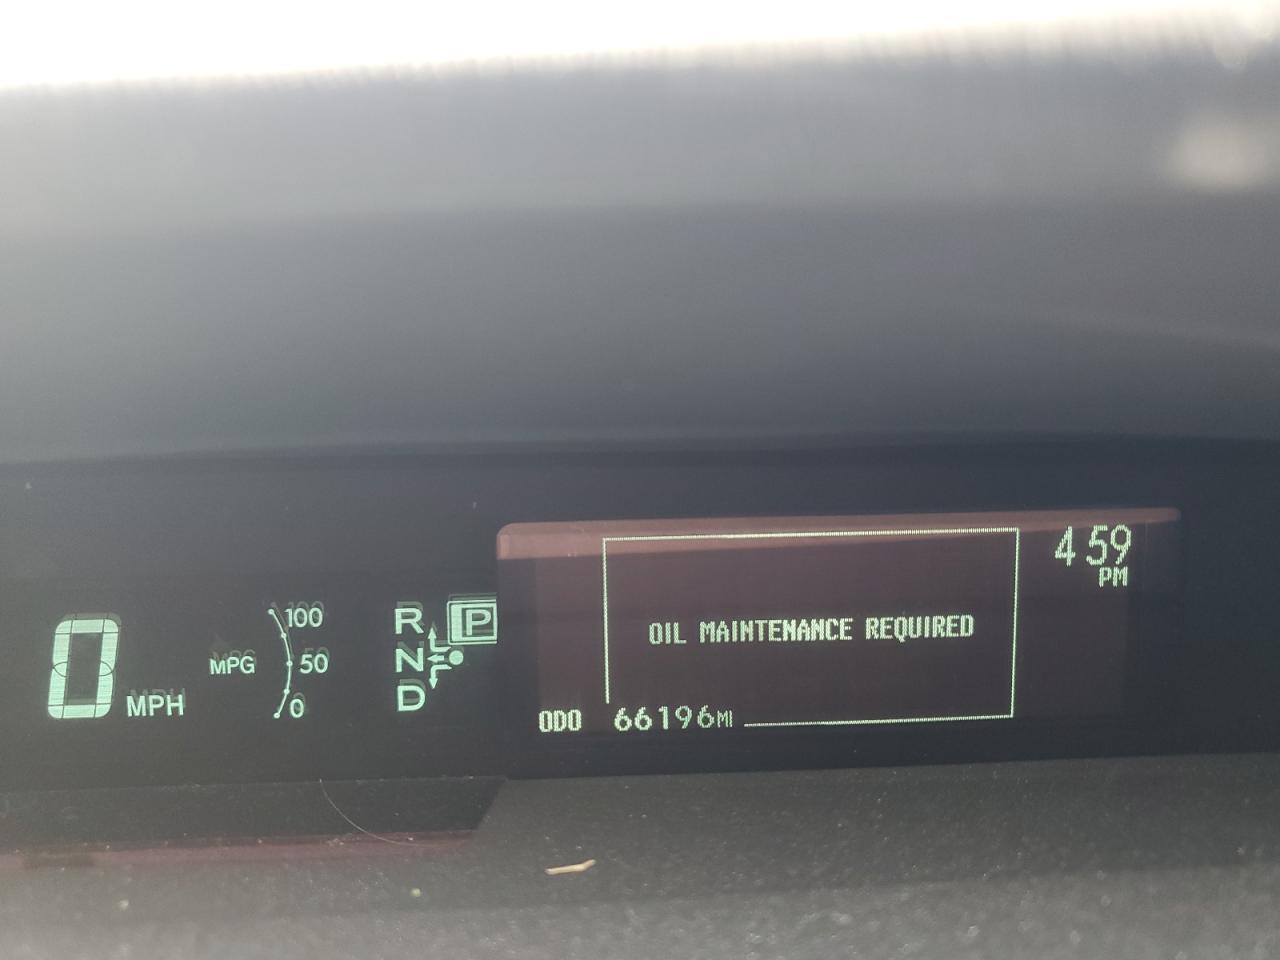 4 59
PM
OIL MAINTENANCE REQUIRED
ODO 66196MI
0 MPH
MPG
100
50
0
R
P
N
D